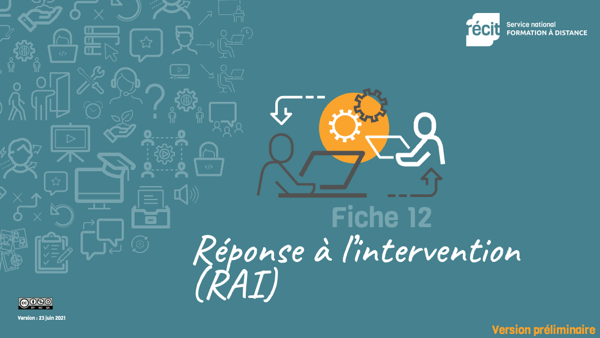 récit
Service national
FORMATION À DISTANCE
Fiche 12
Réponse à l'intervention
(RAI)
Version : 23 juin 2021
Version préliminaire